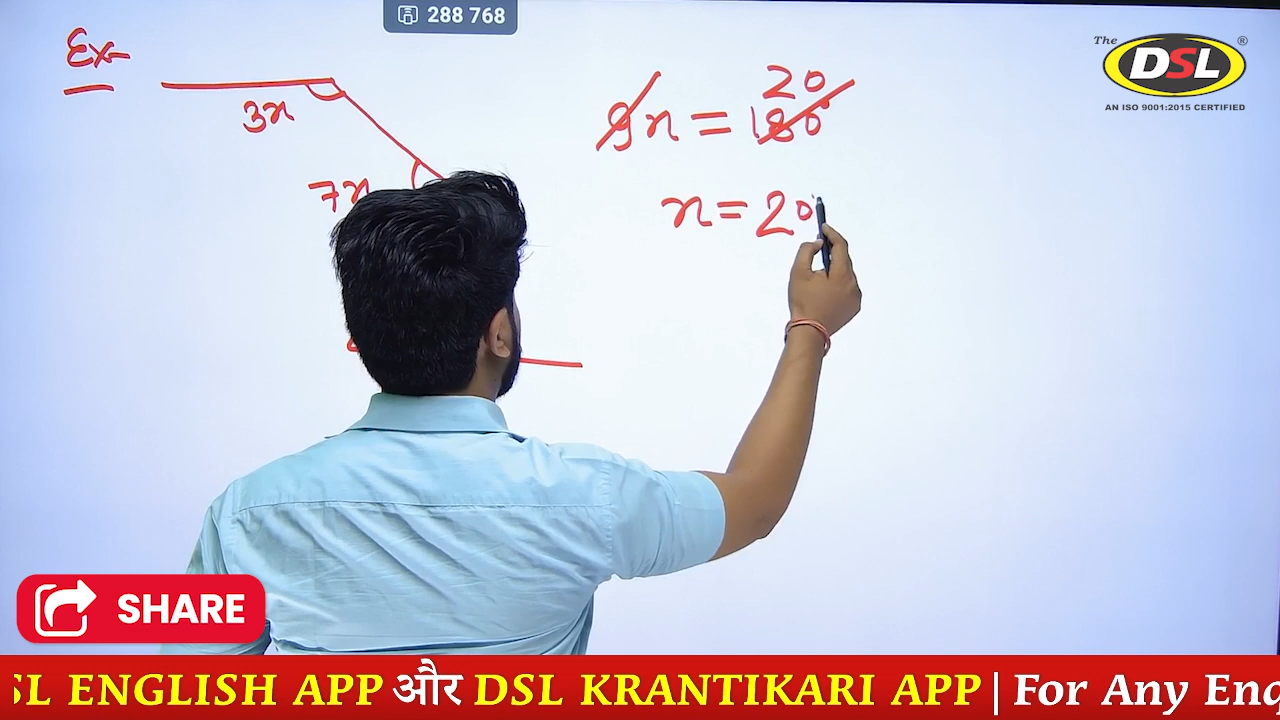 288 768
The DSL ®
AN ISO 9001:2015 CERTIFIED
Ex-
3x
7x
20
9x = 180°
x = 20°
SHARE
SL ENGLISH APP और DSL KRANTIKARI APP | For Any Enq